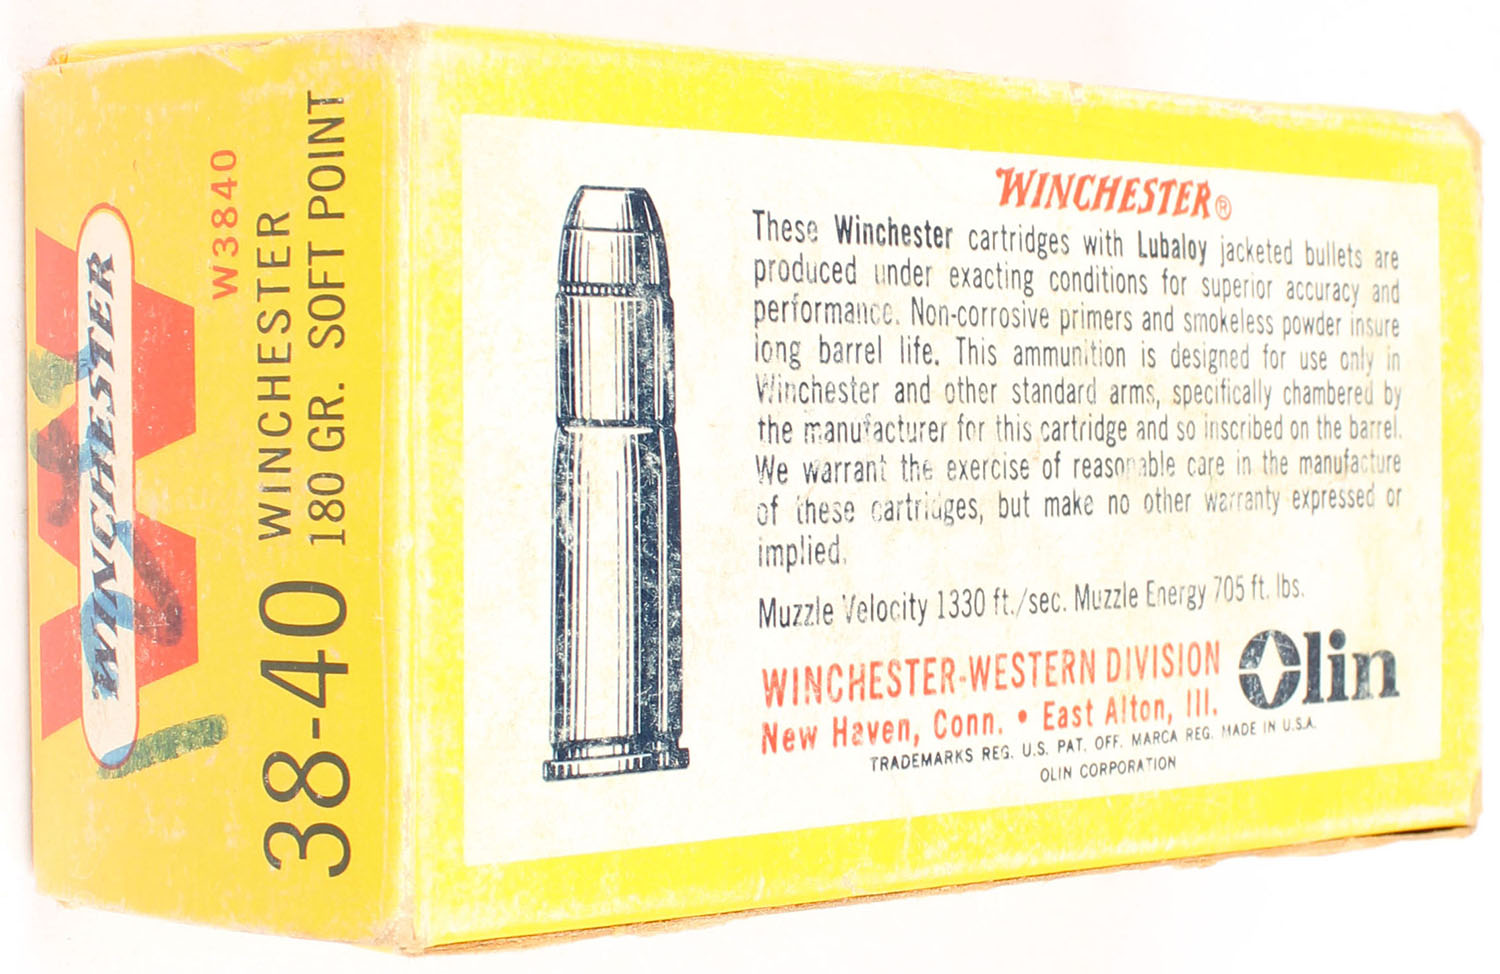 WINCHESTER
W3840
38-40 WINCHESTER
180 GR. SOFT POINT
WINCHESTER®
These Winchester cartridges with Lubaloy jacketed bullets are
produced under exacting conditions for superior accuracy and
performance. Non-corrosive primers and smokeless powder insure
long barrel life. This ammunition is designed for use only in
Winchester and other standard arms, specifically chambered by
the manufacturer for this cartridge and so inscribed on the barrel.
We warrant the exercise of reasonable care in the manufacture
of these cartridges, but make no other warranty expressed or
implied.
Muzzle Velocity 1330 ft./sec. Muzzle Energy 705 ft. lbs.
WINCHESTER-WESTERN DIVISION
New Haven, Conn. • East Alton, Ill.
Olin
TRADEMARKS REG. U.S. PAT. OFF. MARCA REG. MADE IN U.S.A.
OLIN CORPORATION